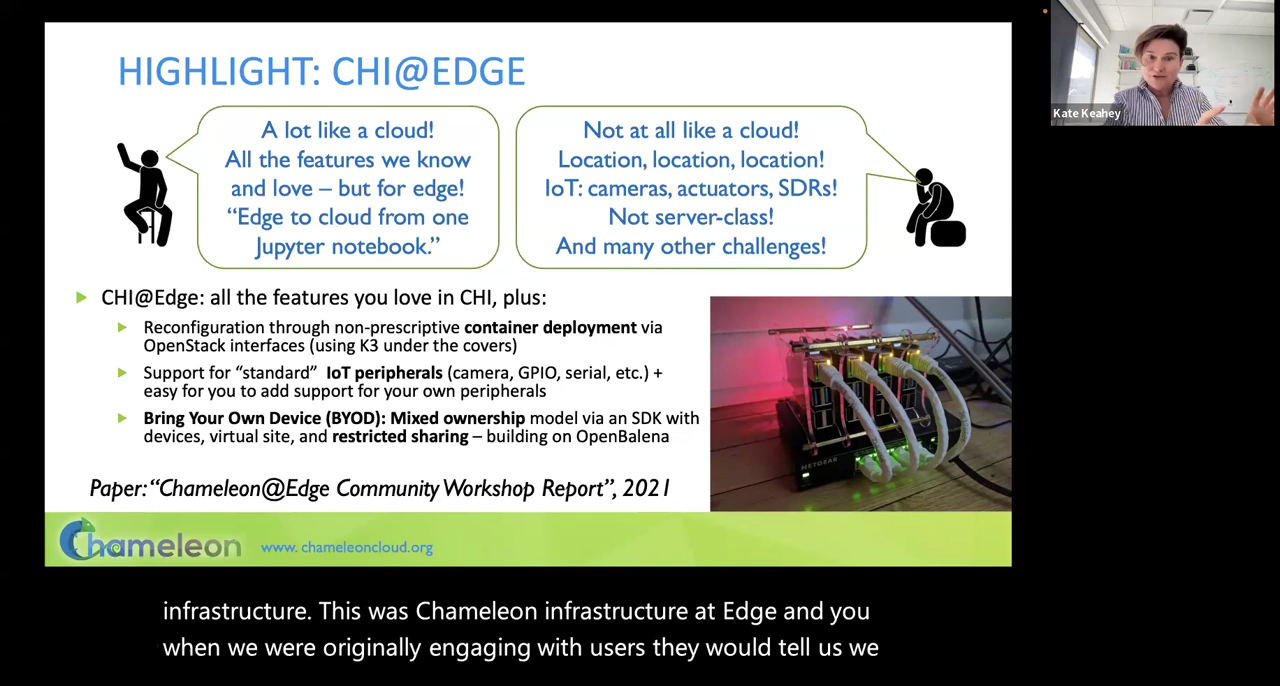 HIGHLIGHT: CHI@EDGE
A lot like a cloud!
All the features we know
and love – but for edge!
“Edge to cloud from one
Jupyter notebook.”
Not at all like a cloud!
Location, location, location!
IoT: cameras, actuators, SDRs!
Not server-class!
And many other challenges!
Kate Keahey
CHI@Edge: all the features you love in CHI, plus:
Reconfiguration through non-prescriptive container deployment via
OpenStack interfaces (using K3 under the covers)
Support for “standard” IoT peripherals (camera, GPIO, serial, etc.) +
easy for you to add support for your own peripherals
Bring Your Own Device (BYOD): Mixed ownership model via an SDK with
devices, virtual site, and restricted sharing – building on OpenBalena
NETGEAR
Paper: “Chameleon@Edge Community Workshop Report”, 2021
Chameleon
www. chameleoncloud.org
infrastructure. This was Chameleon infrastructure at Edge and you
when we were originally engaging with users they would tell us we